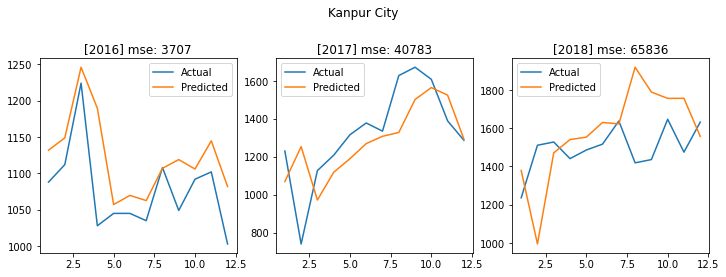 Kanpur City
[2016] mse: 3707
[2017] mse: 40783
[2018] mse: 65836
Actual
Predicted
Actual
Predicted
Actual
Predicted
1250
1200
1150
1100
1050
1000
1600
1400
1200
1000
800
1800
1600
1400
1200
1000
2.5 5.0 7.5 10.0 12.5
2.5 5.0 7.5 10.0 12.5
2.5 5.0 7.5 10.0 12.5